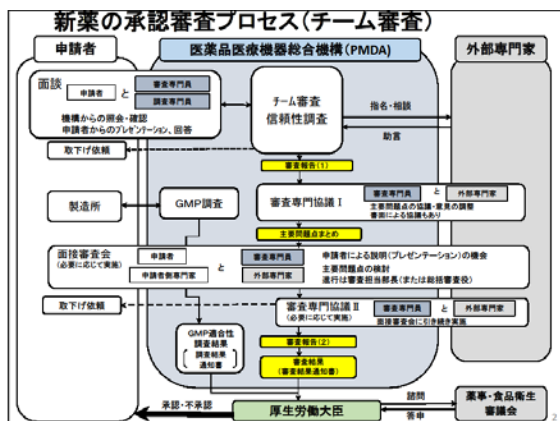 新薬の承認審査プロセス(チーム審査)
申請者
医薬品医療機器総合機構(PMDA)
外部専門家
面談
申請者
と
審査専門員
調査専門員
機構からの照会・確認
申請者からのプレゼンテーション、回答
チーム審査
信頼性調査
指名・相談
助言
取下げ依頼
審査報告(1)
製造所
GMP調査
審査専門協議Ⅰ
審査専門員
と
外部専門家
主要問題点の協議・意見の調整
書面による協議もあり
主要問題点まとめ
面接審査会
(必要に応じて実施)
申請者
申請者側専門家
と
審査専門員
外部専門家
申請者による説明(プレゼンテーション)の機会
主要問題点の検討
進行は審査担当部長(または総括審査役)
取下げ依頼
審査専門協議Ⅱ
(必要に応じて実施)
審査専門員
と
外部専門家
面接審査会に引き続き実施
GMP適合性
調査結果
調査結果
通知書
審査報告(2)
審査結果
(審査結果通知書)
承認・不承認
厚生労働大臣
諮問
答申
薬事・食品衛生
審議会
2